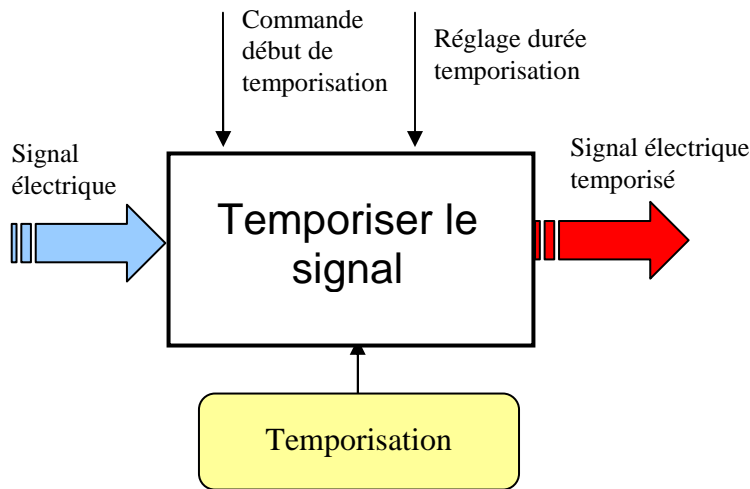 Commande
début de
temporisation
Réglage durée
temporisation
Signal
électrique
Temporiser le
signal
Signal électrique
temporisé
Temporisation